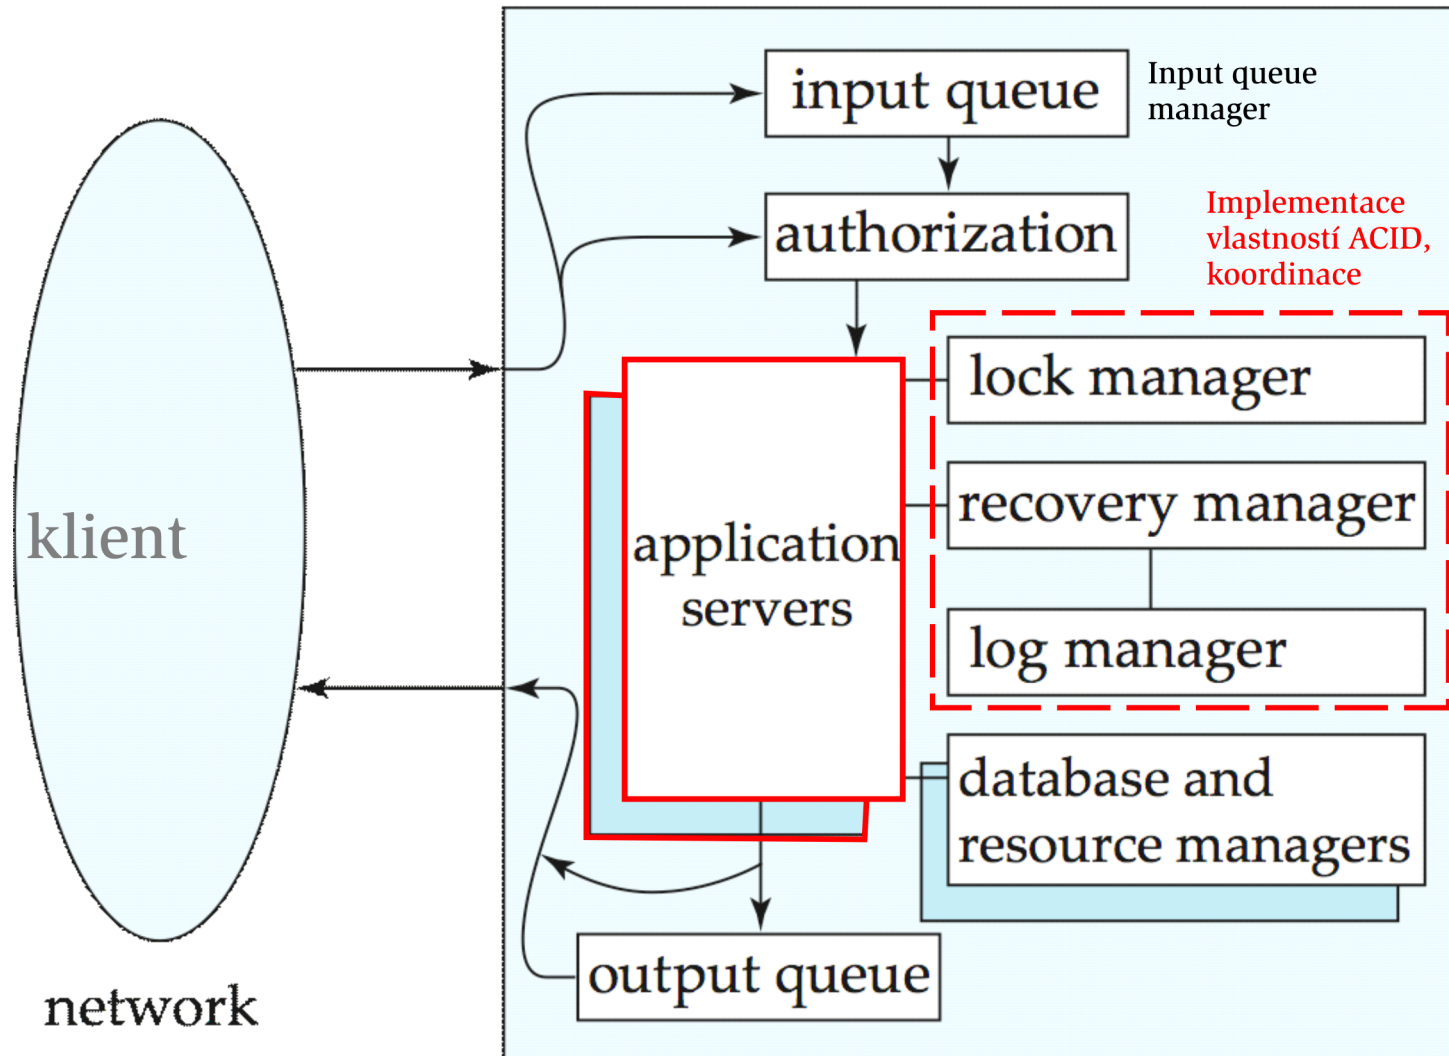 input queue
Input queue
manager
authorization
Implementace
vlastností ACID,
koordinace
lock manager
recovery manager
klient
application
servers
log manager
database and
resource managers
output queue
network